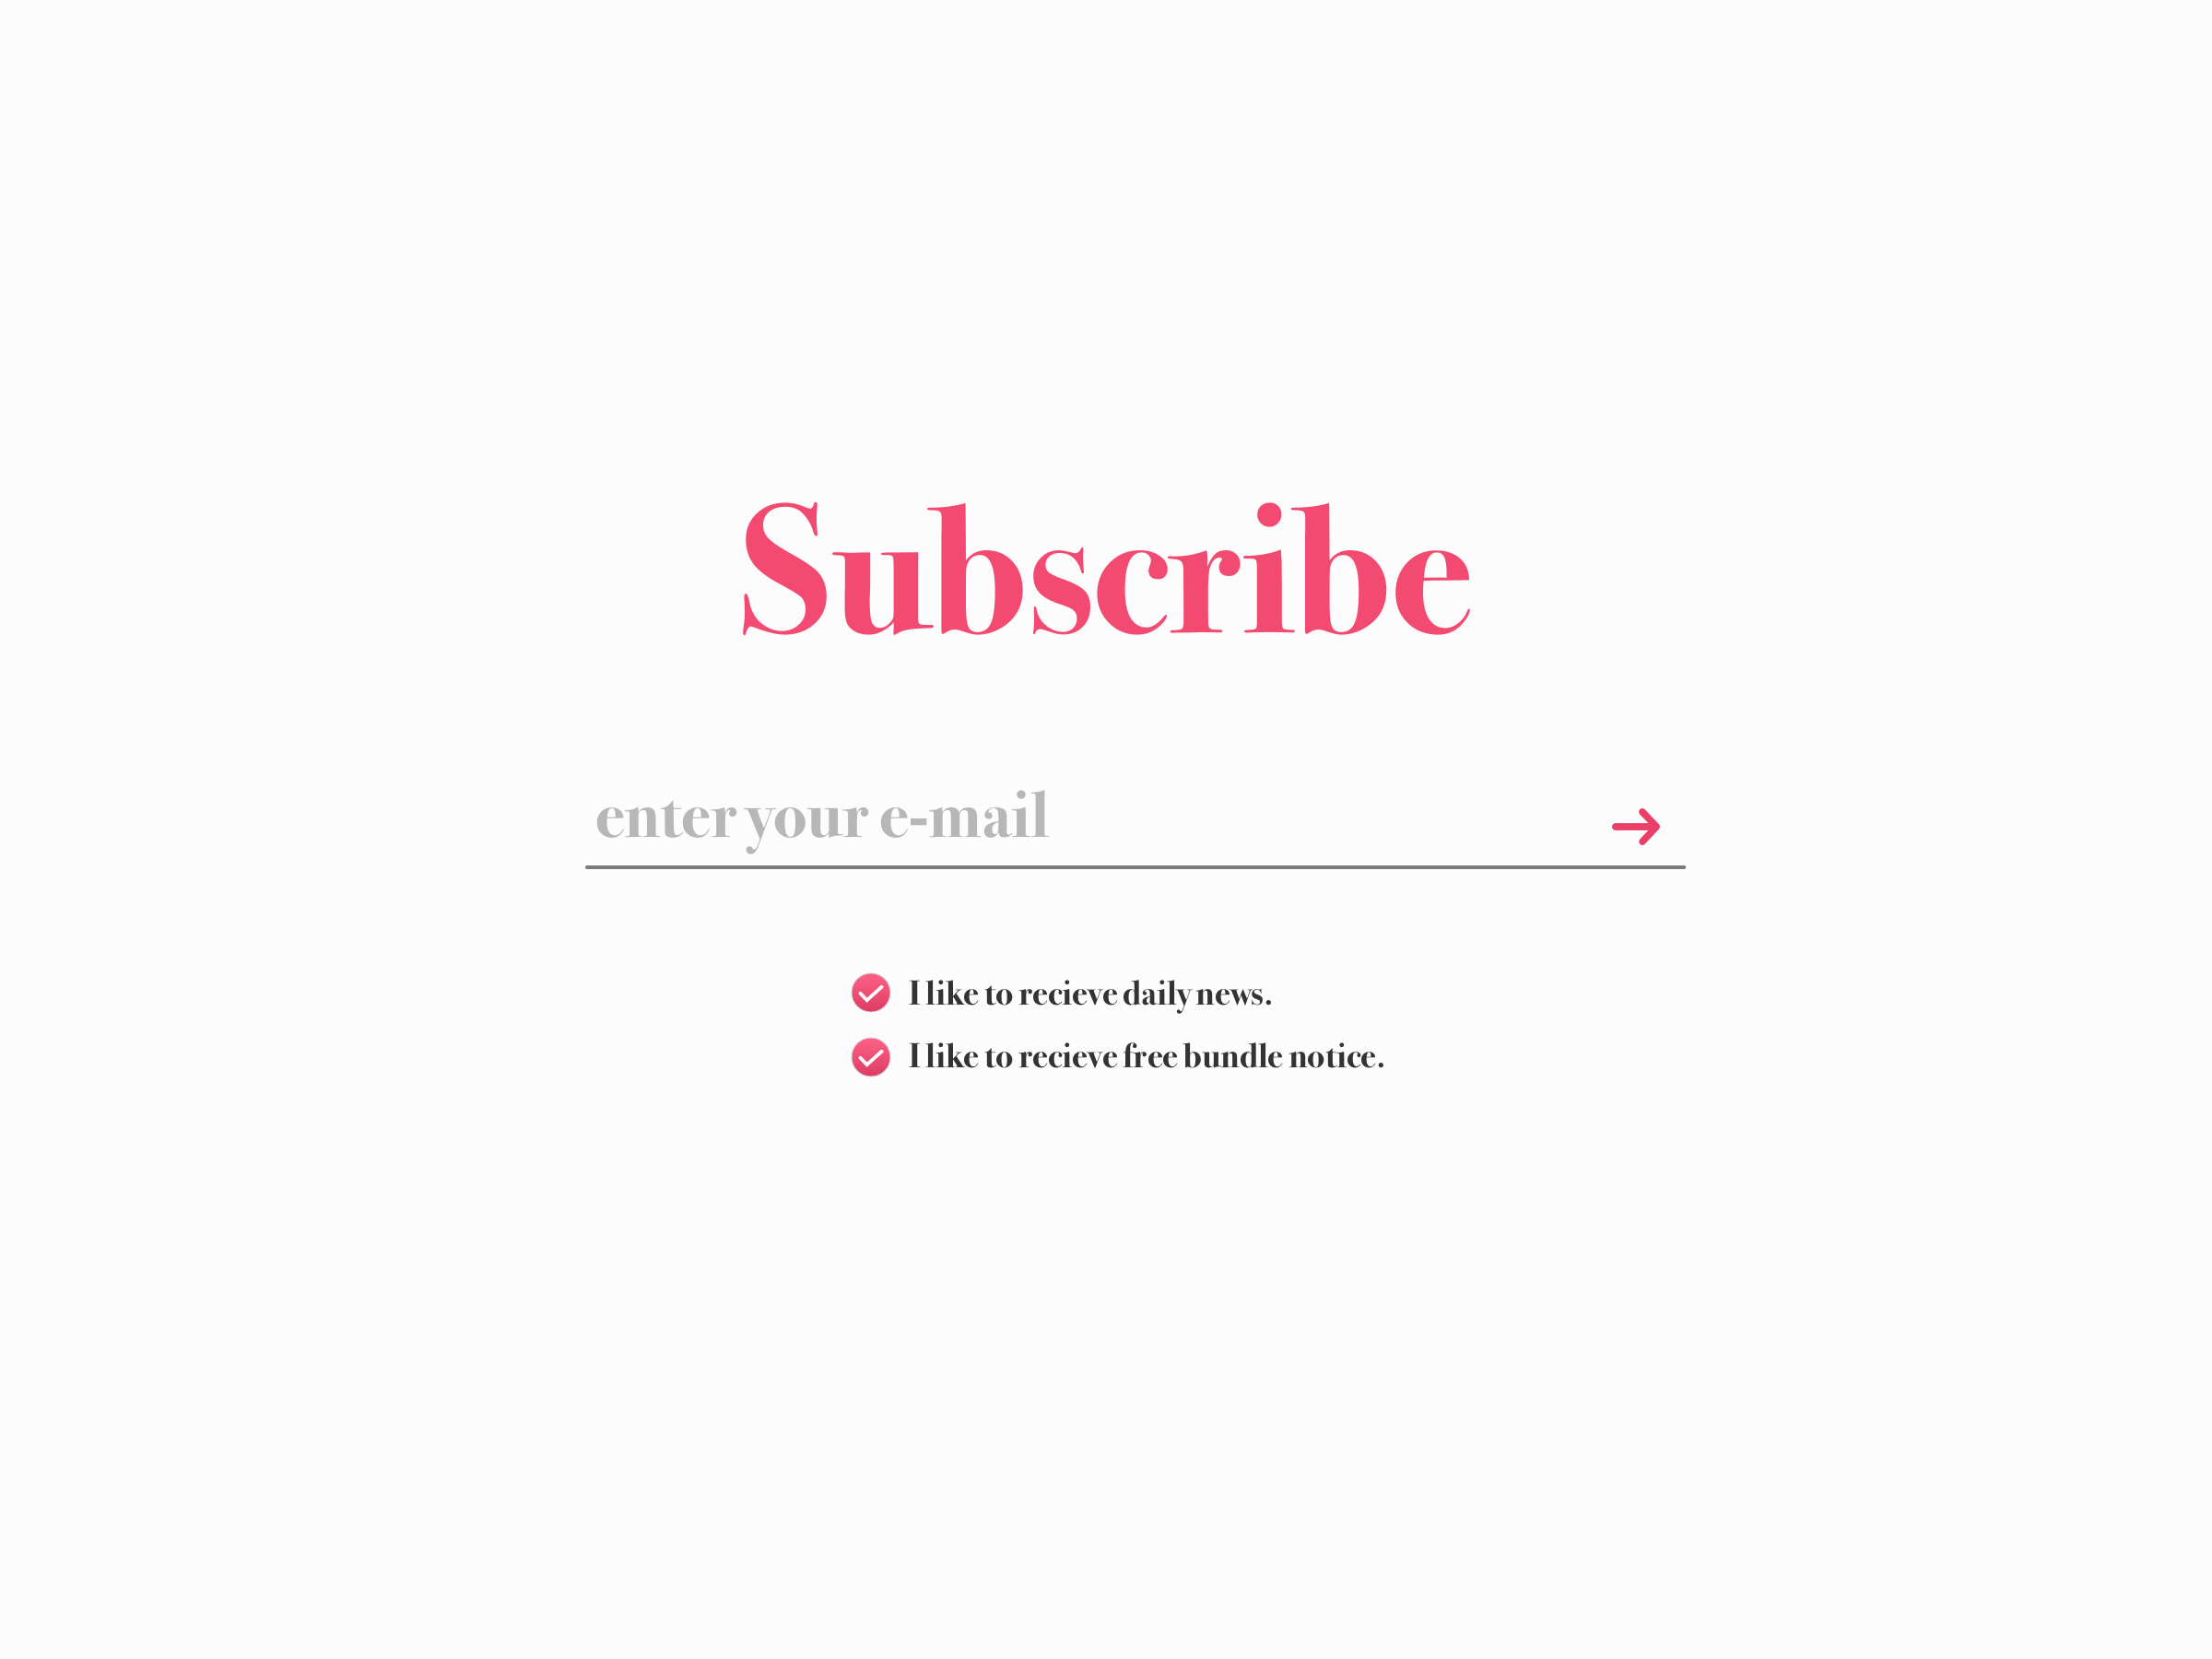 Subscribe
enter your e-mail
I like to recieve daily news.
I like to recieve free bundle notice.